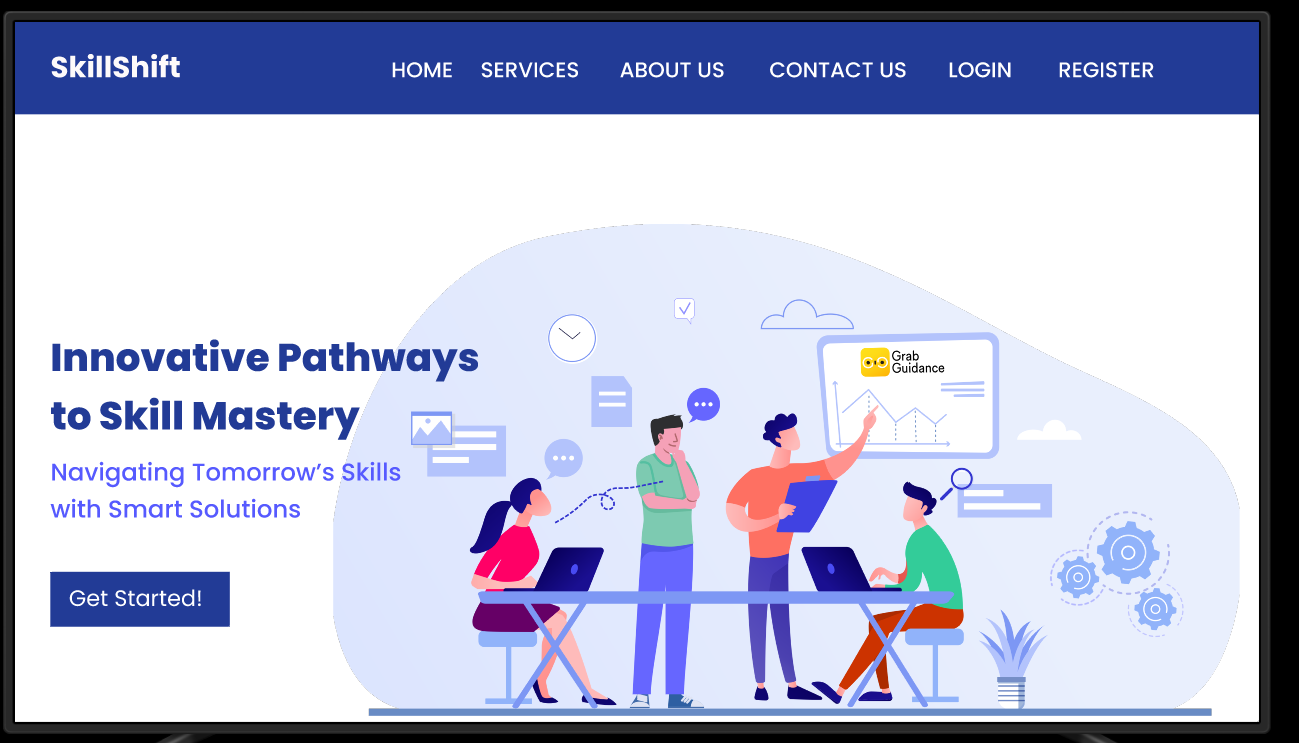 SkillShift
HOME SERVICES ABOUT US CONTACT US LOGIN REGISTER
Innovative Pathways
to Skill Mastery
Navigating Tomorrow’s Skills
with Smart Solutions
Get Started!
Grab
Guidance